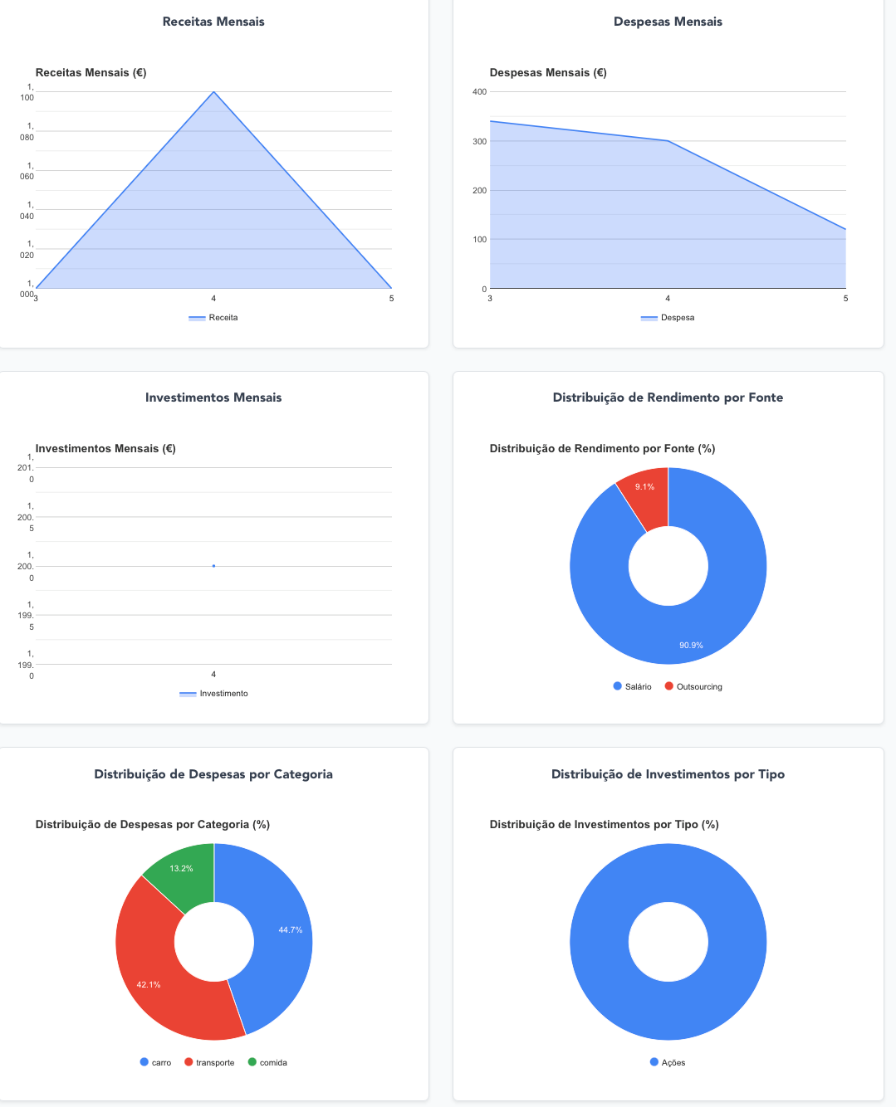 Receitas Mensais
Receitas Mensais (€)
1.
100
1.
080
1.
060
1.
040
1.
020
1.
000
3
4
5
Receita
Despesas Mensais
Despesas Mensais (€)
400
300
200
100
0
3
4
5
Despesa
Investimentos Mensais
Investimentos Mensais (€)
1.
201.
0
1.
200.
5
1.
200.
0
1.
199.
5
1.
199.
0
4
Investimento
Distribuição de Rendimento por Fonte
Distribuição de Rendimento por Fonte (%)
9.1%
90.9%
Salário
Outsourcing
Distribuição de Despesas por Categoria
Distribuição de Despesas por Categoria (%)
13.2%
44.7%
42.1%
carro
transporte
comida
Distribuição de Investimentos por Tipo
Distribuição de Investimentos por Tipo (%)
Ações